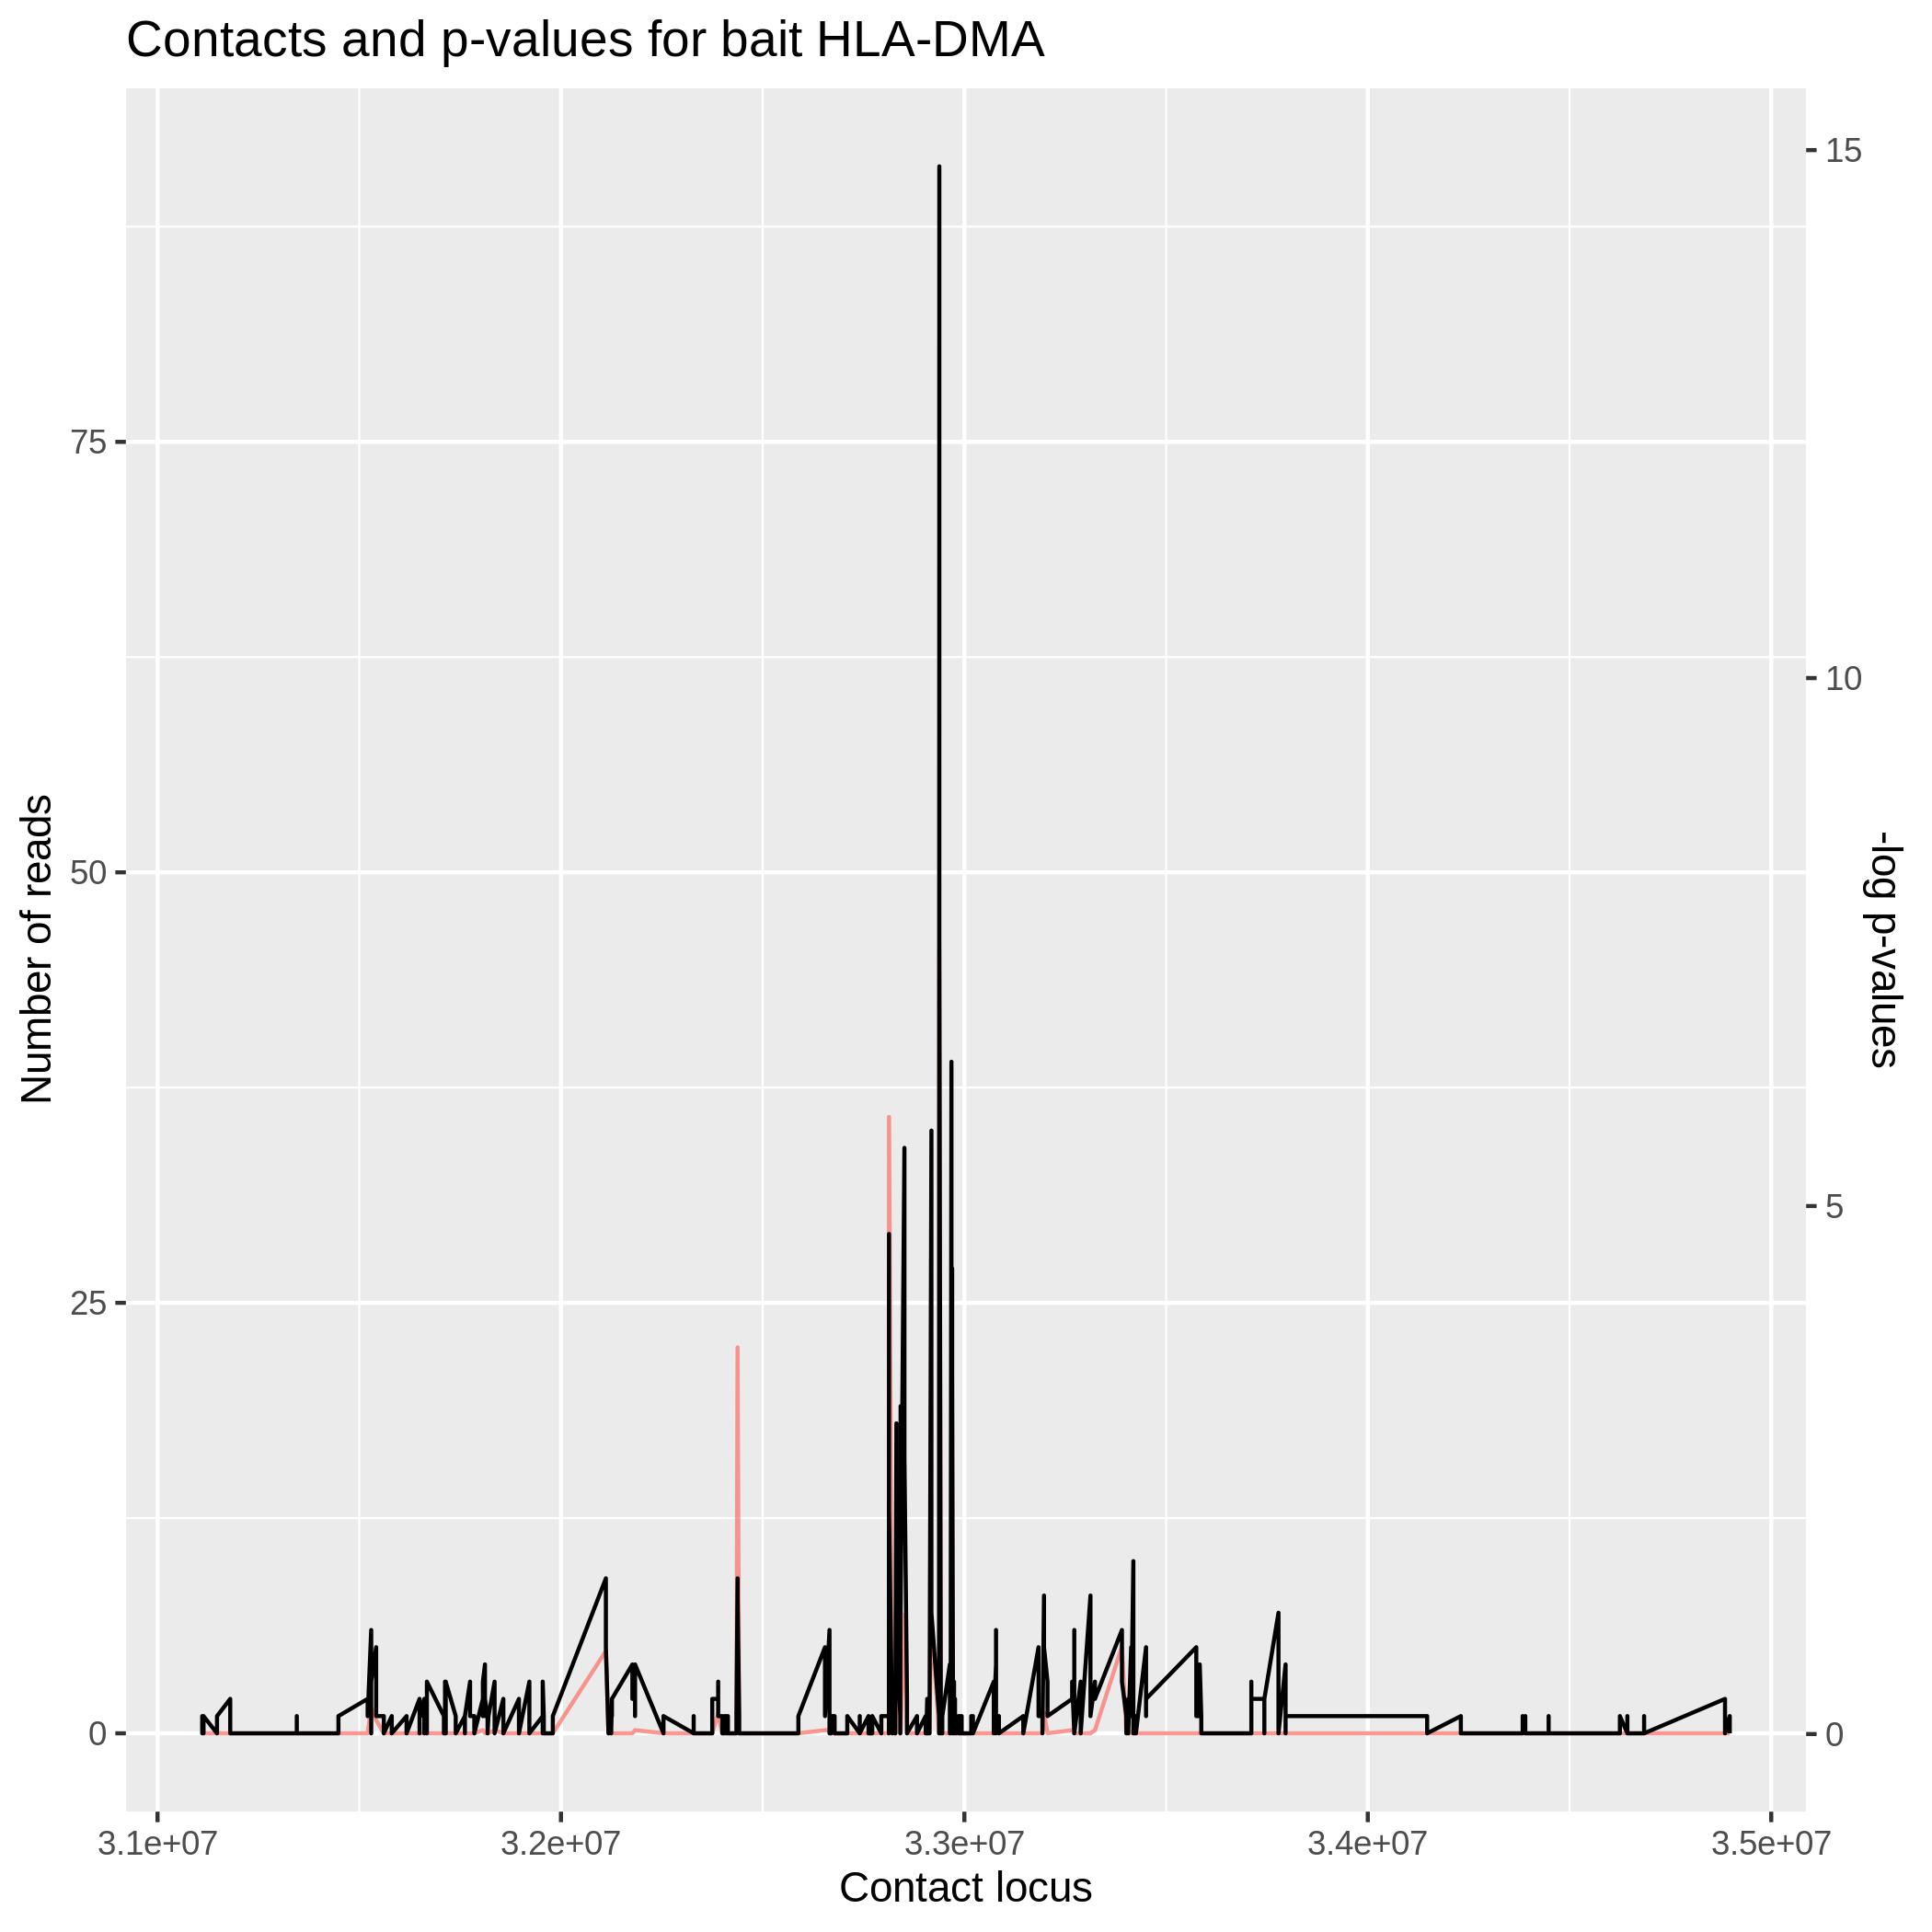 Contacts and p-values for bait HLA-DMA
Number of reads
75
50
25
0
15
10
5
0
-log p-values
3.1e+07 3.2e+07 3.3e+07 3.4e+07 3.5e+07
Contact locus